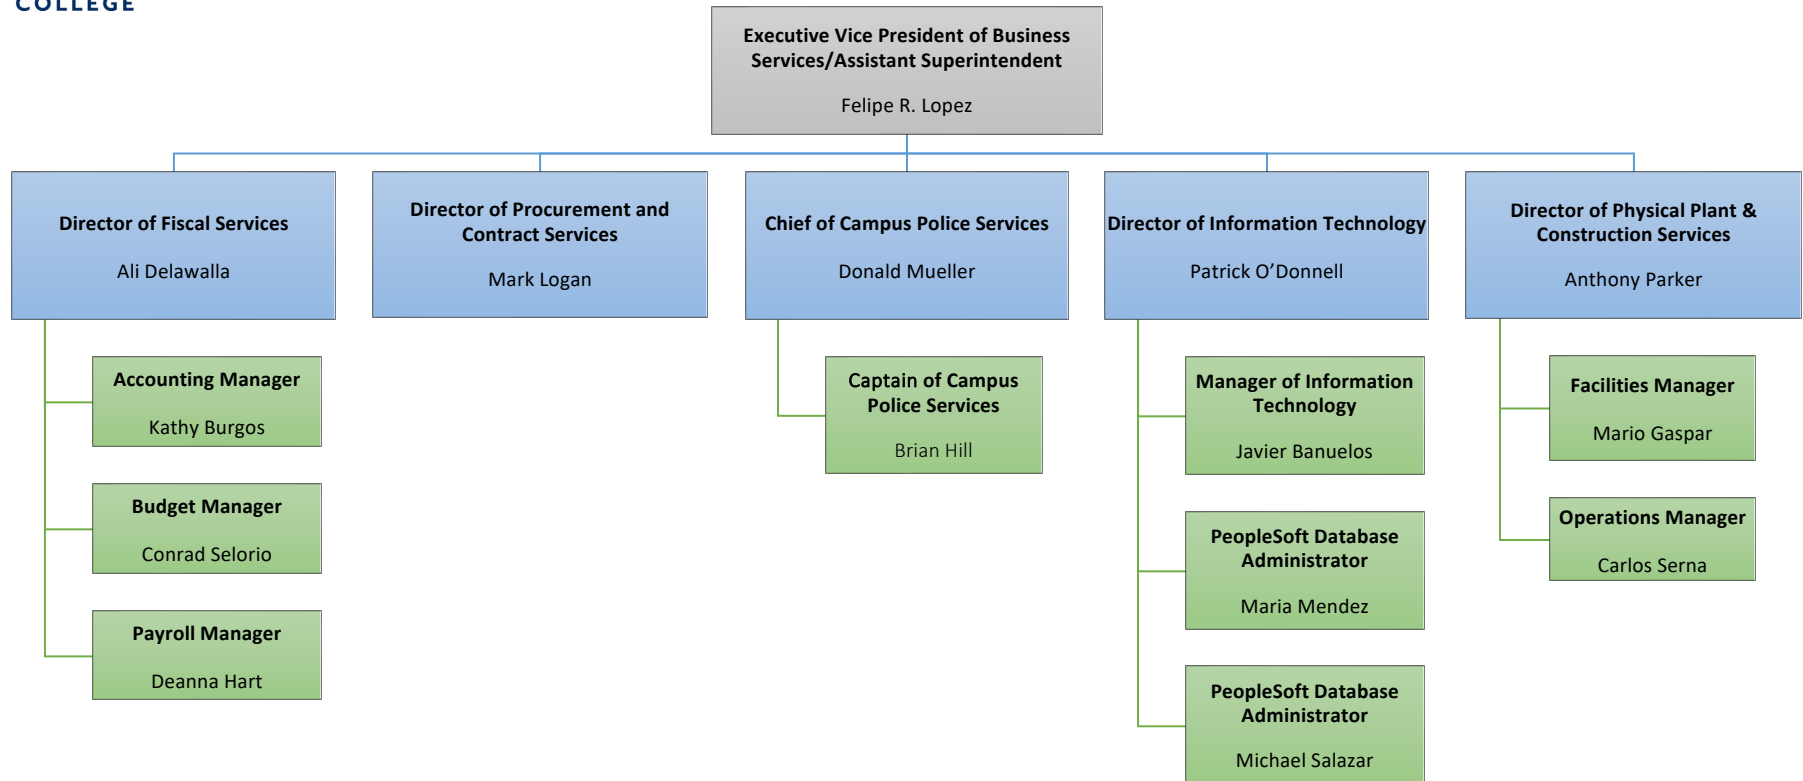 COLLEGE
Executive Vice President of Business
Services/Assistant Superintendent
Felipe R. Lopez
Director of Fiscal Services
Ali Delawalla
Director of Procurement and
Contract Services
Mark Logan
Chief of Campus Police Services
Donald Mueller
Director of Information Technology
Patrick O’Donnell
Director of Physical Plant &
Construction Services
Anthony Parker
Accounting Manager
Kathy Burgos
Budget Manager
Conrad Selorio
Payroll Manager
Deanna Hart
Captain of Campus
Police Services
Brian Hill
Manager of Information
Technology
Javier Banuelos
PeopleSoft Database
Administrator
Maria Mendez
PeopleSoft Database
Administrator
Michael Salazar
Facilities Manager
Mario Gaspar
Operations Manager
Carlos Serna